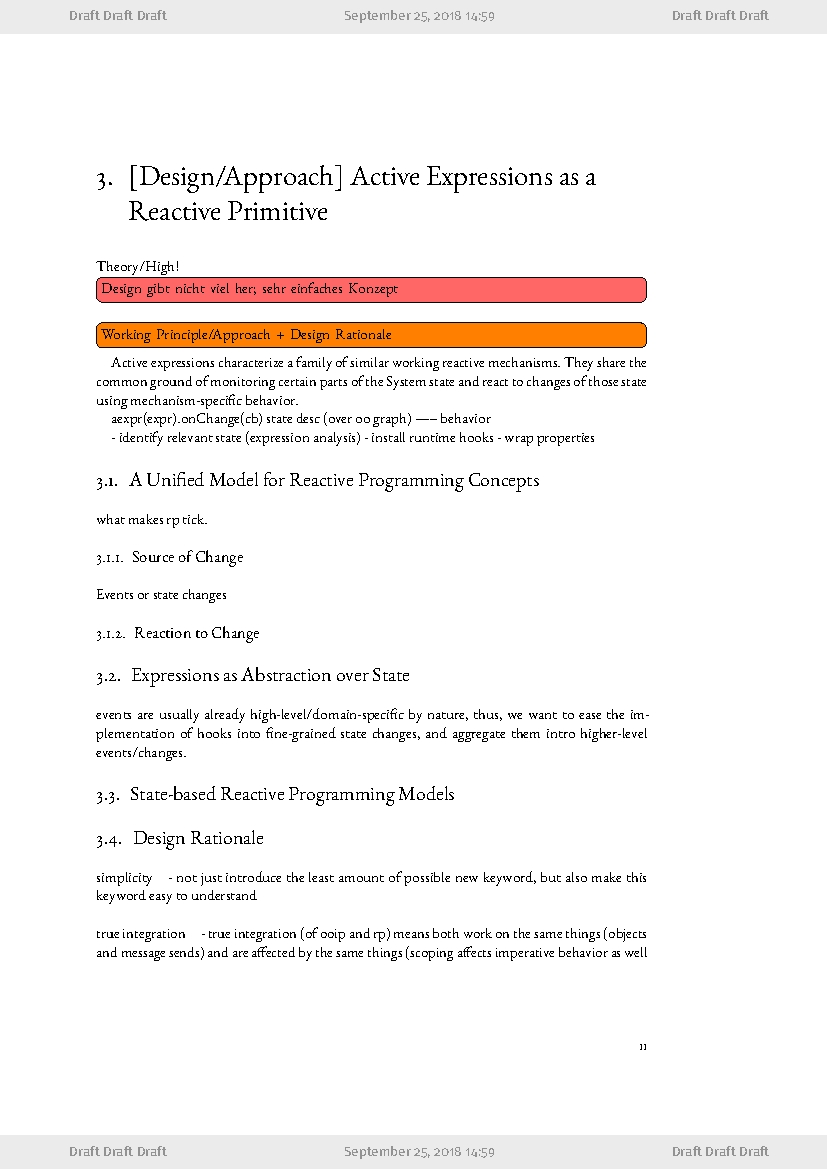 Draft Draft Draft September 25, 2018 14:59 Draft Draft Draft
3. [Design/Approach] Active Expressions as a
Reactive Primitive
Theory/High!
Design gibt nicht viel her; sehr einfaches Konzept
Working Principle/Approach + Design Rationale
Active expressions characterize a family of similar working reactive mechanisms. They share the
common ground of monitoring certain parts of the System state and react to changes of those state
using mechanism-specific behavior.
aexpr(expr).onChange(cb) state desc (over oo graph) —– behavior
- identify relevant state (expression analysis) - install runtime hooks - wrap properties
3.1. A Unified Model for Reactive Programming Concepts
what makes rp tick.
3.1.1. Source of Change
Events or state changes
3.1.2. Reaction to Change
3.2. Expressions as Abstraction over State
events are usually already high-level/domain-specific by nature, thus, we want to ease the im-
plementation of hooks into fine-grained state changes, and aggregate them intro higher-level
events/changes.
3.3. State-based Reactive Programming Models
3.4. Design Rationale
simplicity - not just introduce the least amount of possible new keyword, but also make this
keyword easy to understand
true integration - true integration (of ooip and rp) means both work on the same things (objects
and message sends) and are affected by the same things (scoping affects imperative behavior as well
11
Draft Draft Draft September 25, 2018 14:59 Draft Draft Draft